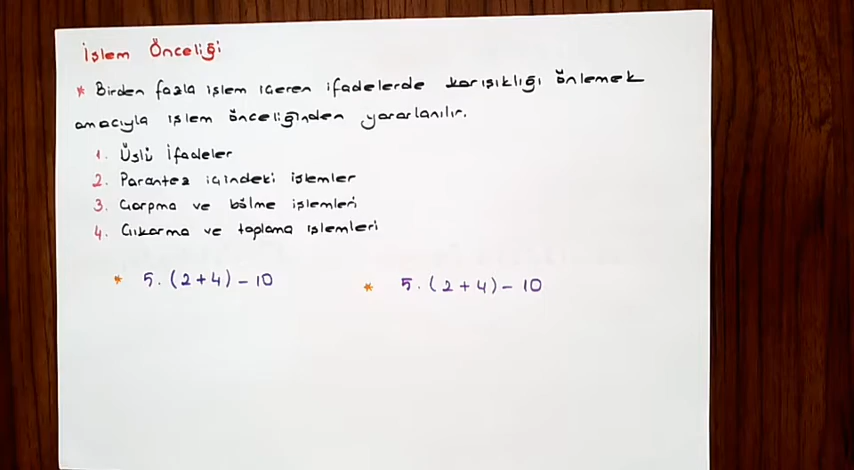 İşlem Önceliği
* Birden fazla işlem içeren ifadelerde karışıklığı önlemek
amacıyla işlem önceliğinden yararlanılır.
1. Üslü İfadeler
2. Parantez içindeki işlemler
3. Çarpma ve bölme işlemleri
4. Çıkarma ve toplama işlemleri
* 5.(2+4)-10 * 5.(2+4)-10